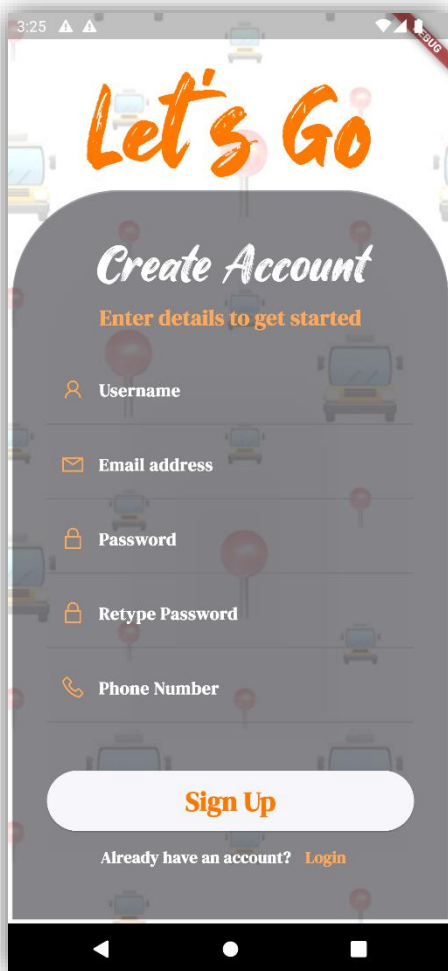 3:25
DEBUG
Let's Go
Create Account
Enter details to get started
Username
Email address
Password
Retype Password
Phone Number
Sign Up
Already have an account? Login